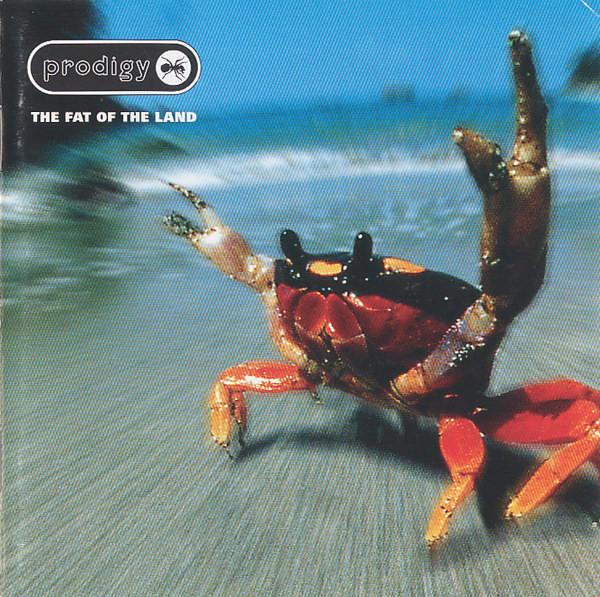 prodigy
THE FAT OF THE LAND